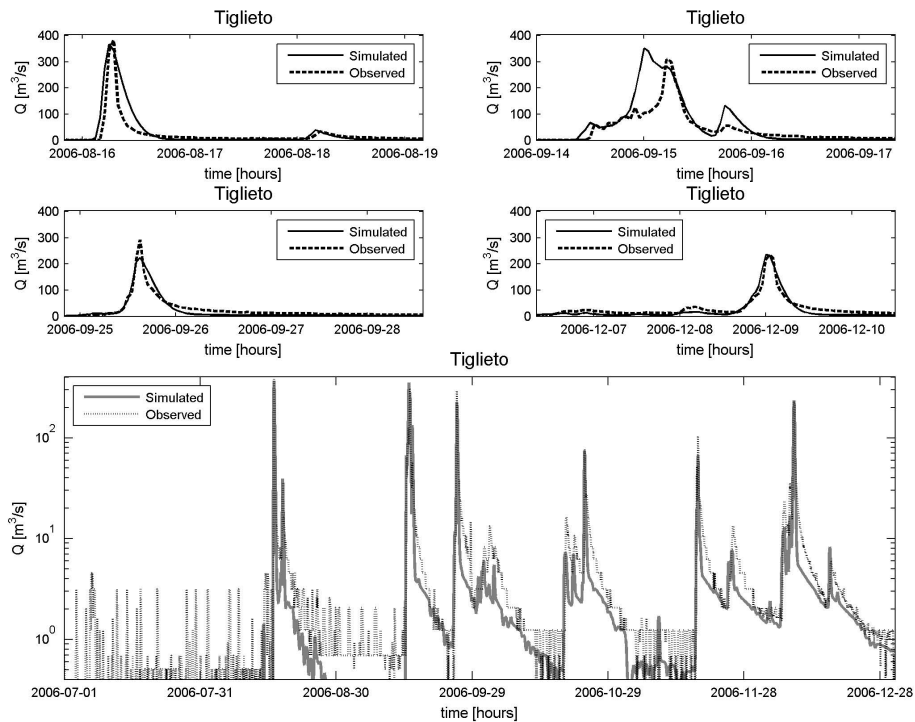 Tiglieto
Q [m³/s]
400
300
200
100
0
Simulated
Observed
2006-08-16
2006-08-17
2006-08-18
2006-08-19
time [hours]
Tiglieto
Q [m³/s]
400
300
200
100
0
Simulated
Observed
2006-09-14
2006-09-15
2006-09-16
2006-09-17
time [hours]
Tiglieto
Q [m³/s]
400
300
200
100
0
Simulated
Observed
2006-09-25
2006-09-26
2006-09-27
2006-09-28
time [hours]
Tiglieto
Q [m³/s]
400
300
200
100
0
Simulated
Observed
2006-12-07
2006-12-08
2006-12-09
2006-12-10
time [hours]
Tiglieto
Q [m³/s]
10²
10¹
10⁰
Simulated
Observed
2006-07-01
2006-07-31
2006-08-30
2006-09-29
2006-10-29
2006-11-28
2006-12-28
time [hours]